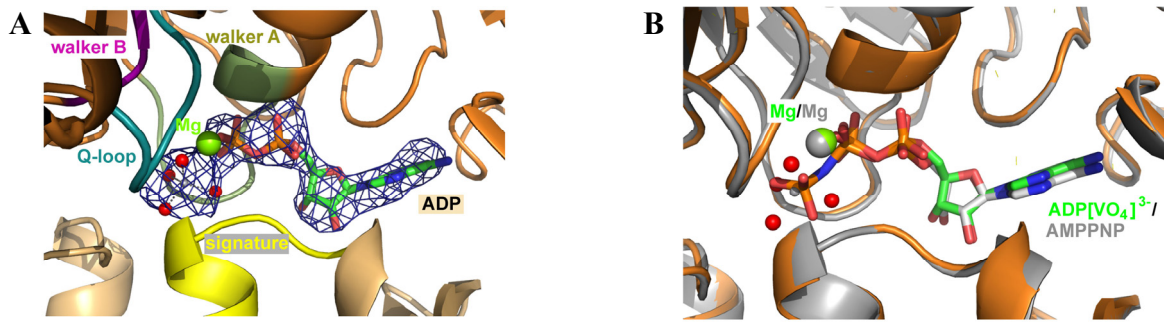 A
walker B
walker A
Mg
Q-loop
ADP
signature
B
Mg/Mg
ADP[VO₄]³⁻/
AMPPNP